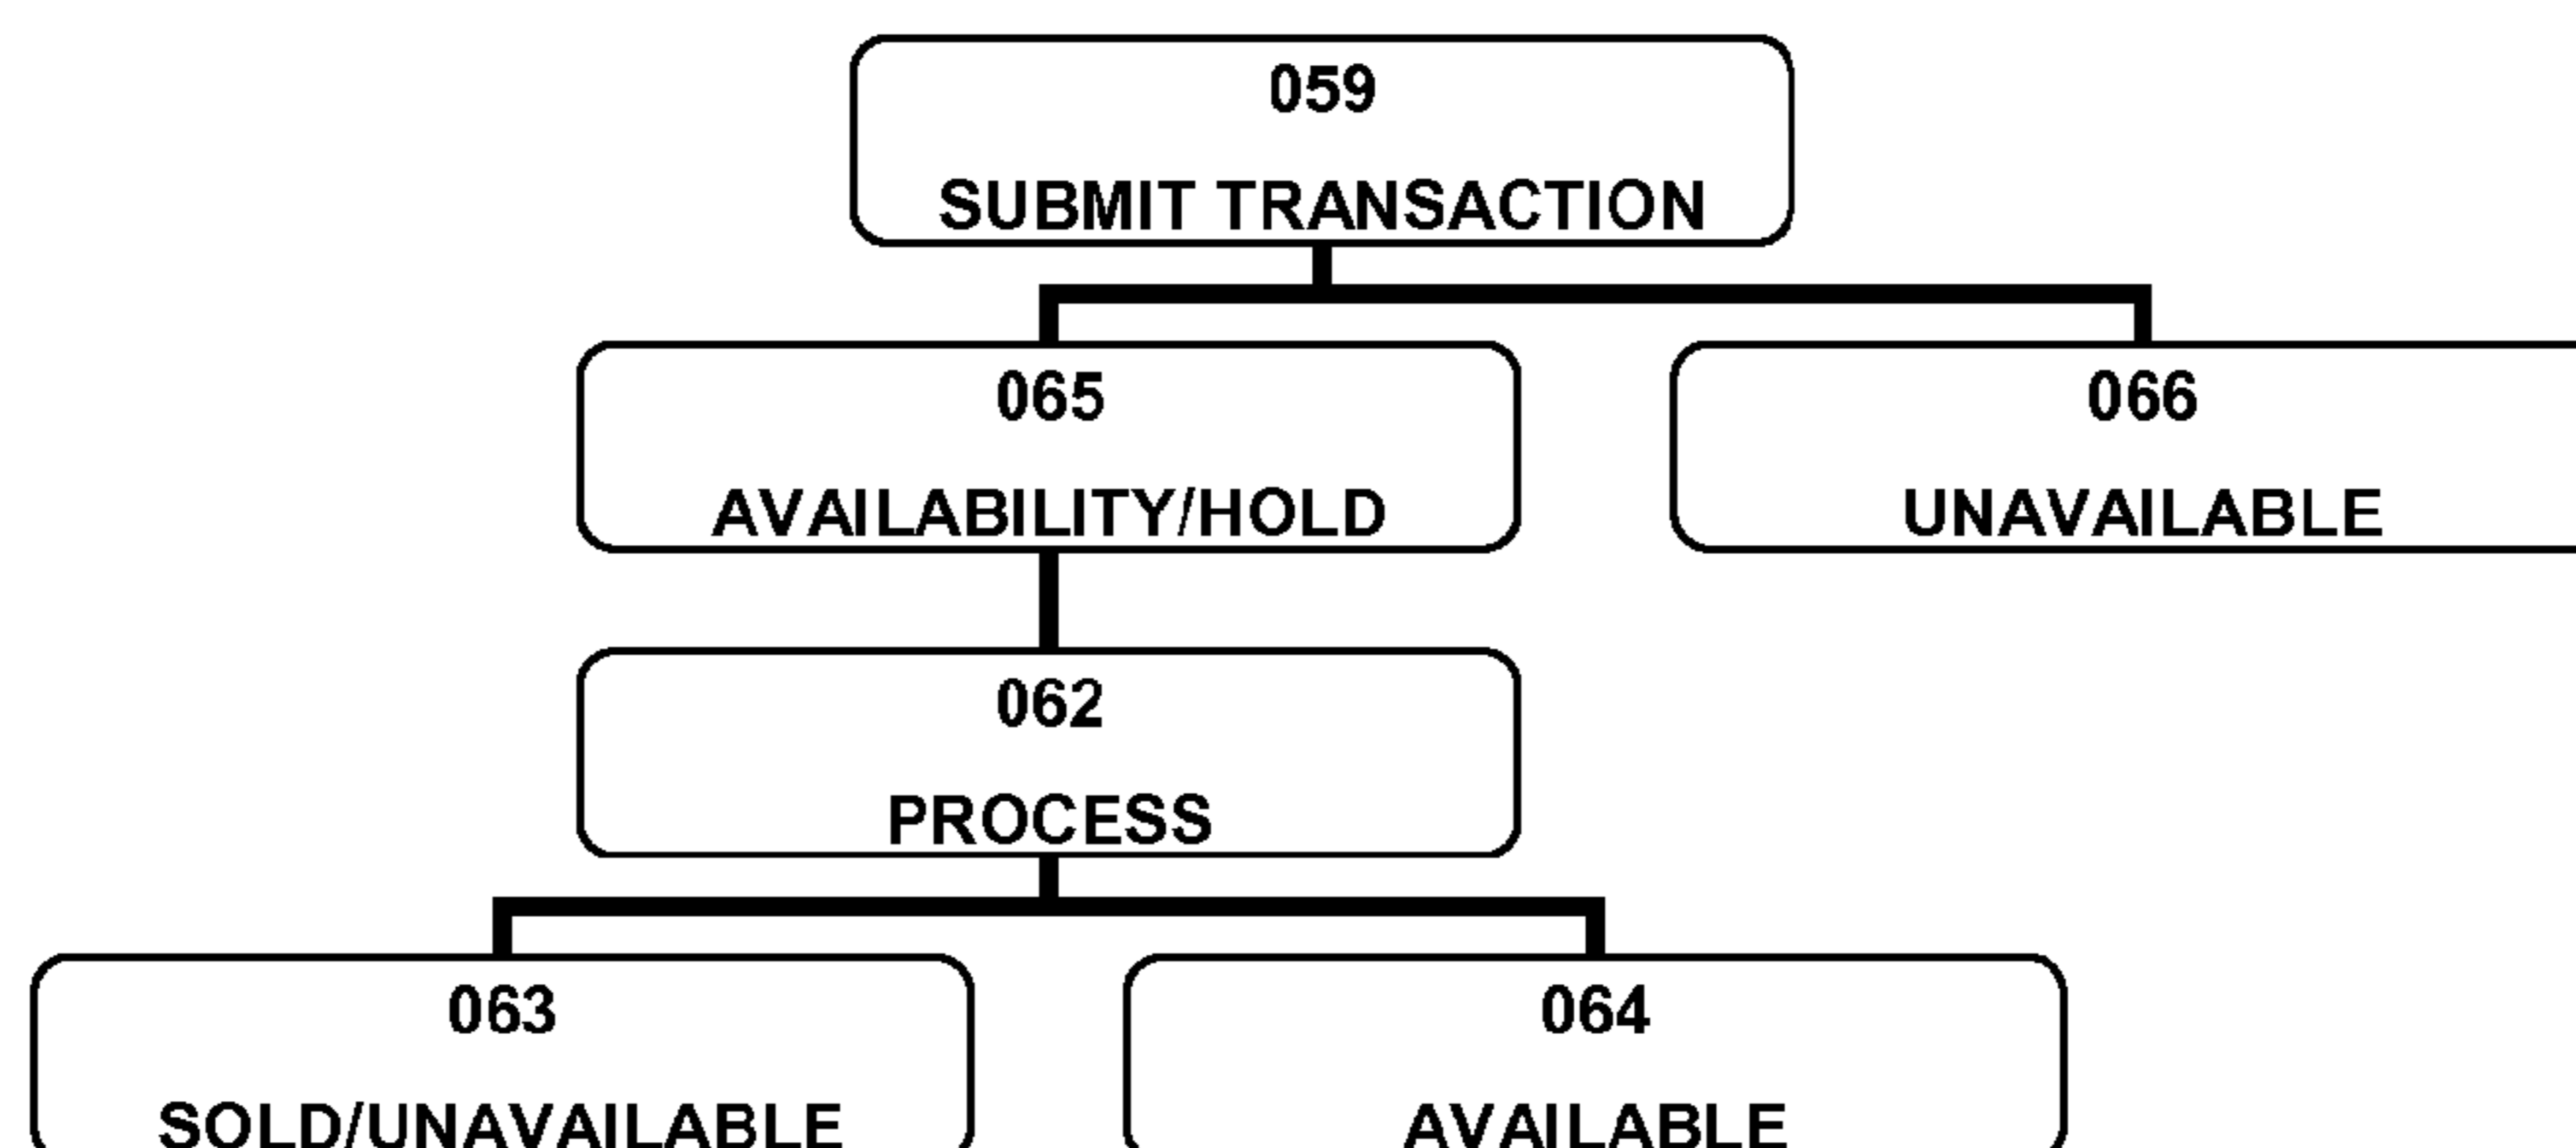 059
SUBMIT TRANSACTION
065
AVAILABILITY/HOLD
066
UNAVAILABLE
062
PROCESS
063
SOLD/UNAVAILABLE
064
AVAILABLE